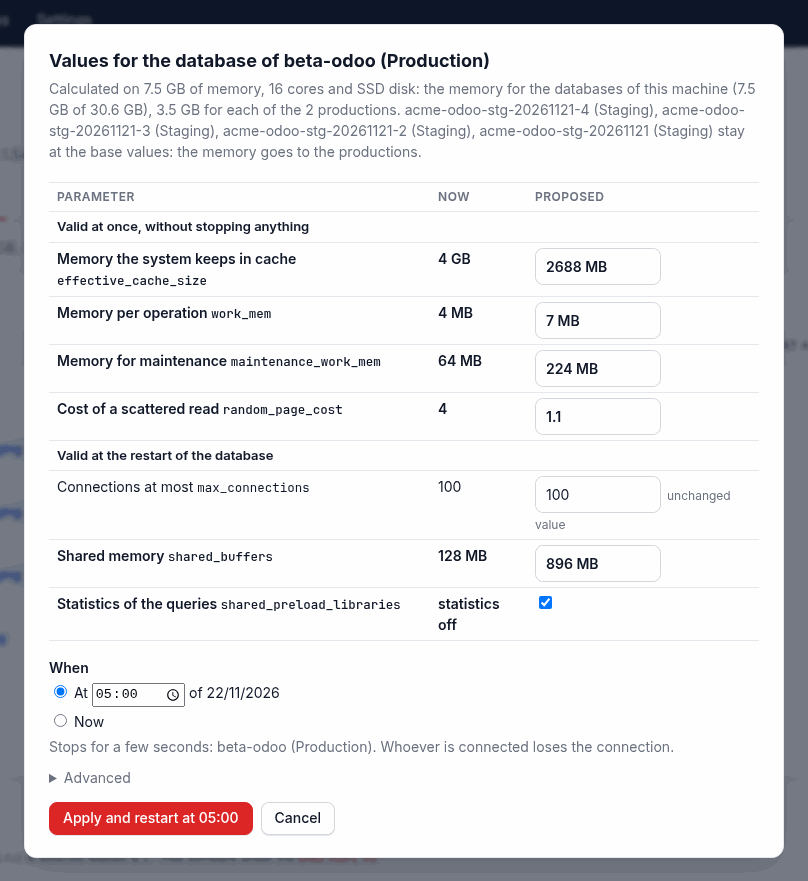 Settings
Values for the database of beta-odoo (Production)
Calculated on 7.5 GB of memory, 16 cores and SSD disk: the memory for the databases of this machine (7.5
GB of 30.6 GB), 3.5 GB for each of the 2 productions. acme-odoo-stg-20261121-4 (Staging), acme-odoo-
stg-20261121-3 (Staging), acme-odoo-stg-20261121-2 (Staging), acme-odoo-stg-20261121 (Staging) stay
at the base values: the memory goes to the productions.
PARAMETER NOW PROPOSED
Valid at once, without stopping anything
Memory the system keeps in cache 4 GB 2688 MB
effective_cache_size
Memory per operation work_mem 4 MB 7 MB
Memory for maintenance maintenance_work_mem 64 MB 224 MB
Cost of a scattered read random_page_cost 4 1.1
Valid at the restart of the database
Connections at most max_connections 100 100 unchanged
value
Shared memory shared_buffers 128 MB 896 MB
Statistics of the queries shared_preload_libraries statistics
off
When
At 05:00 of 22/11/2026
Now
Stops for a few seconds: beta-odoo (Production). Whoever is connected loses the connection.
Advanced
Apply and restart at 05:00 Cancel